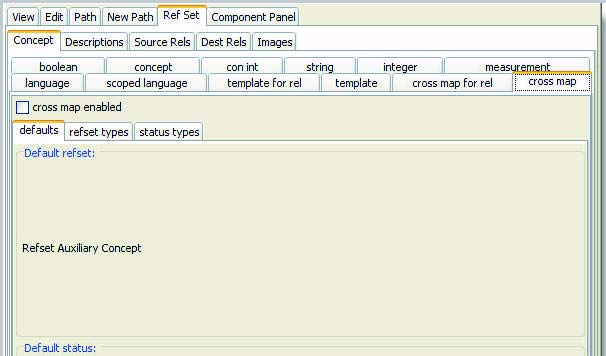 View Edit Path New Path Ref Set Component Panel
Concept Descriptions Source Rels Dest Rels Images
boolean concept con int string integer measurement
language scoped language template for rel template cross map for rel cross map
cross map enabled
defaults refset types status types
Default refset:
Refset Auxiliary Concept
Default status: